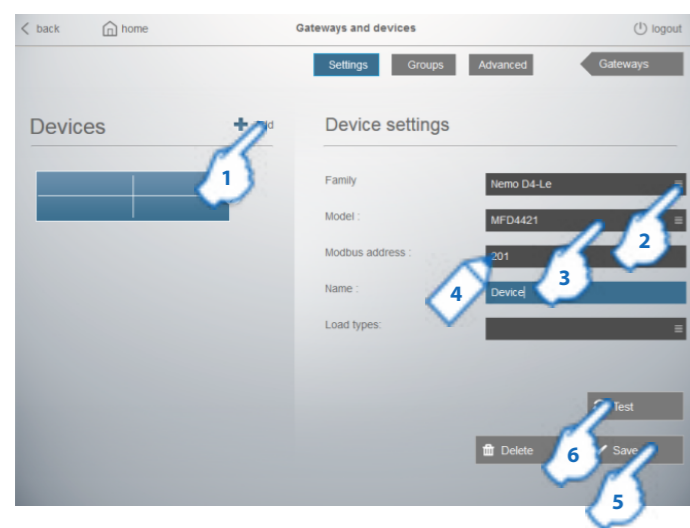 back
home
Gateways and devices
logout
Settings
Groups
Advanced
Gateways
Devices
1
Device settings
Family
Nemo D4-Le
2
Model :
MFD4421
3
Modbus address :
201
4
Name :
Device
Load types:
Test
6
Delete
Save
5